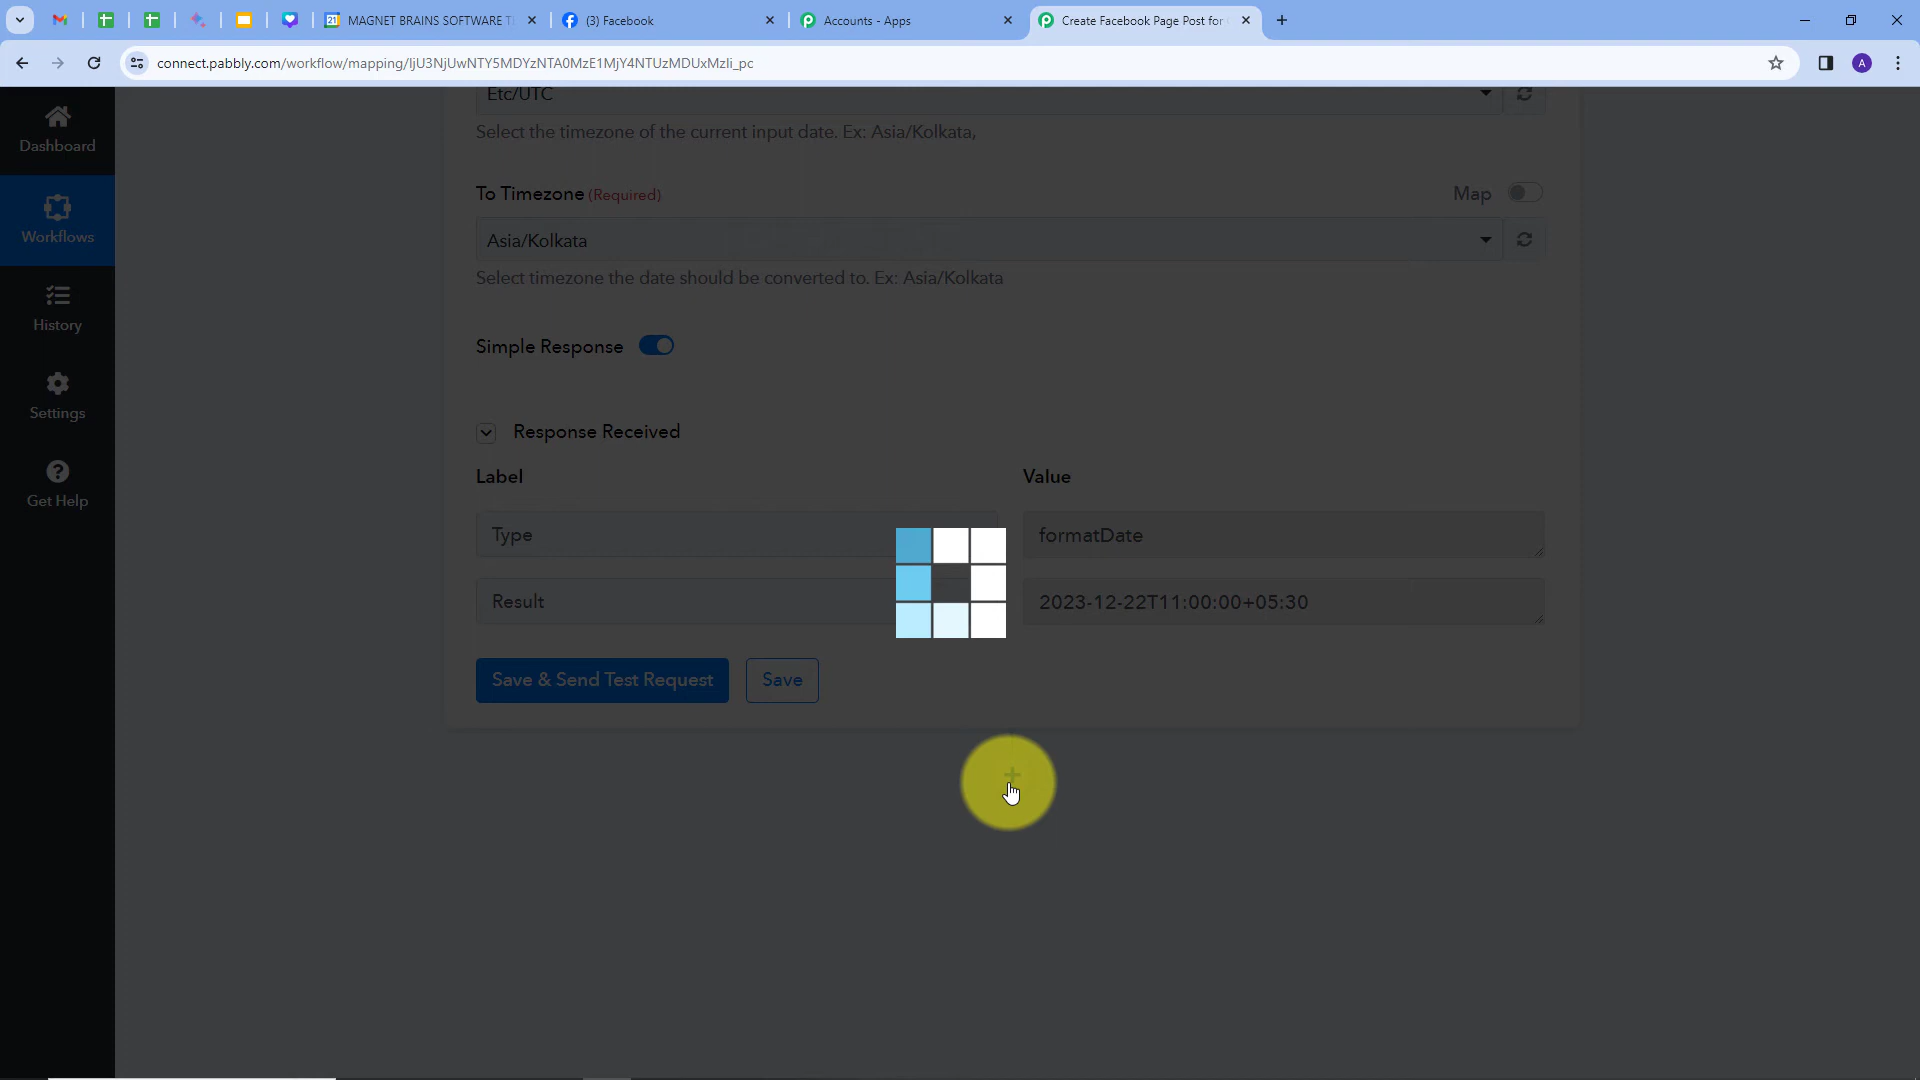 MAGNET BRAINS SOFTWARE T
(3) Facebook
Accounts - Apps
Create Facebook Page Post for
connect.pabbly.com/workflow/mapping/IjU3NjUwNTY5MDYzNTA0MzE1MjY4NTUzMDUxMzIi_pc
A
Dashboard
Workflows
History
Settings
Get Help
Etc/UTC
Select the timezone of the current input date. Ex: Asia/Kolkata,
To Timezone (Required)
Map
Asia/Kolkata
Select timezone the date should be converted to. Ex: Asia/Kolkata
Simple Response
Response Received
Label
Value
Type
formatDate
Result
2023-12-22T11:00:00+05:30
Save & Send Test Request
Save